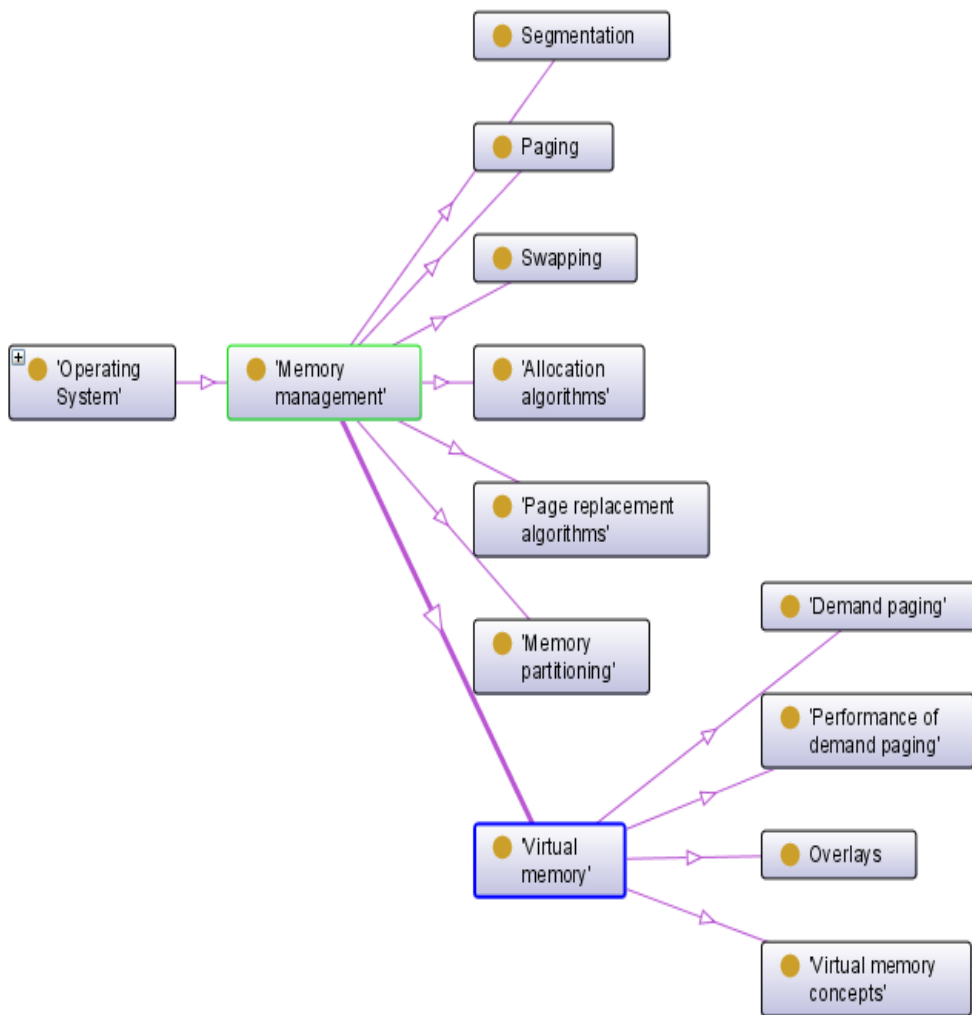 Segmentation
Paging
Swapping
'Operating
System'
'Memory
management'
'Allocation
algorithms'
'Page replacement
algorithms'
'Memory
partitioning'
'Demand paging'
'Performance of
demand paging'
'Virtual
memory'
Overlays
'Virtual memory
concepts'